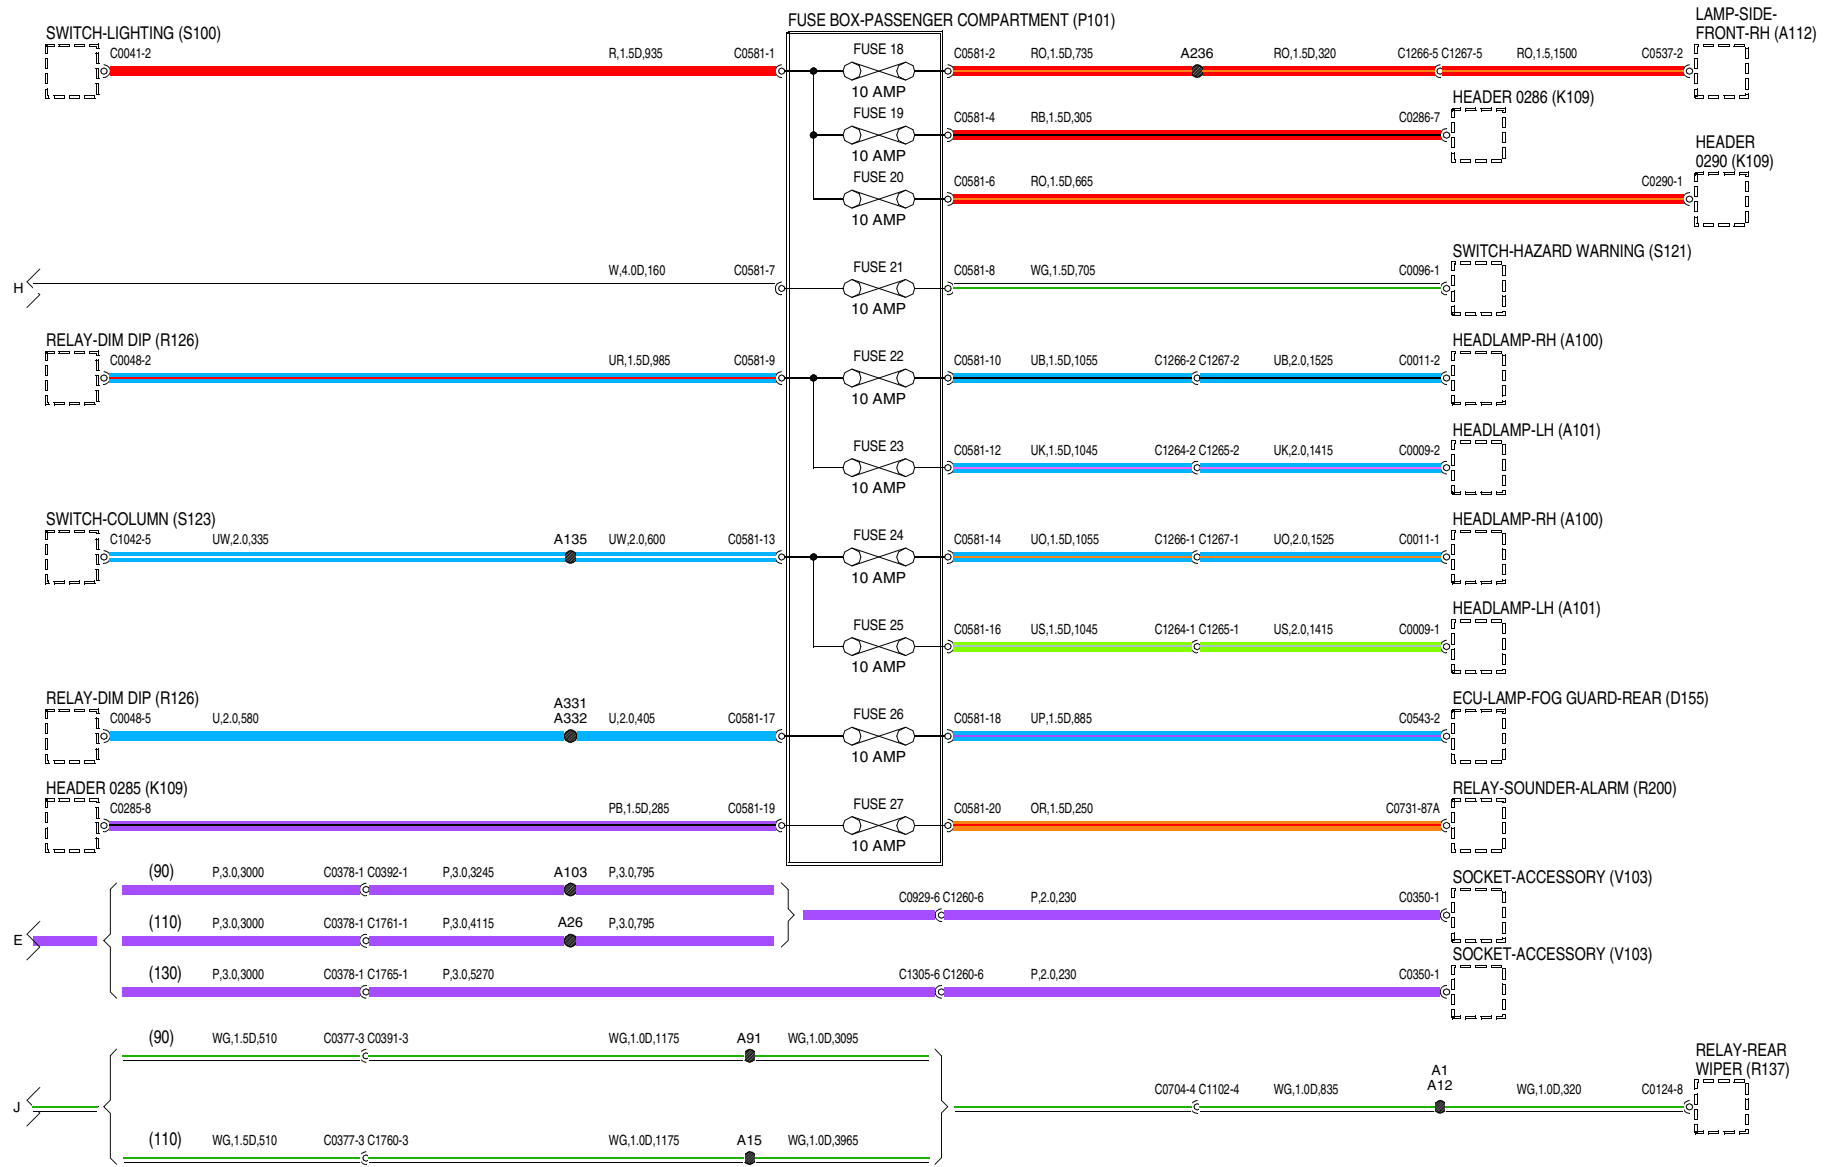 FUSE BOX-PASSENGER COMPARTMENT (P101)
LAMP-SIDE-
FRONT-RH (A112)
SWITCH-LIGHTING (S100)
C0041-2 R,1.5D,935 C0581-1
FUSE 18
10 AMP
C0581-2 RO,1.5D,735 A236 RO,1.5D,320 C1266-5 C1267-5 RO,1.5,1500 C0537-2
HEADER 0286 (K109)
FUSE 19
10 AMP
C0581-4 RB,1.5D,305 C0286-7
HEADER
0290 (K109)
FUSE 20
10 AMP
C0581-6 RO,1.5D,665 C0290-1
SWITCH-HAZARD WARNING (S121)
H
W,4.0D,160 C0581-7
FUSE 21
10 AMP
C0581-8 WG,1.5D,705 C0096-1
RELAY-DIM DIP (R126)
HEADLAMP-RH (A100)
C0048-2 UR,1.5D,985 C0581-9
FUSE 22
10 AMP
C0581-10 UB,1.5D,1055 C1266-2 C1267-2 UB,2.0,1525 C0011-2
HEADLAMP-LH (A101)
FUSE 23
10 AMP
C0581-12 UK,1.5D,1045 C1264-2 C1265-2 UK,2.0,1415 C0009-2
SWITCH-COLUMN (S123)
HEADLAMP-RH (A100)
C1042-5 UW,2.0,335 A135 UW,2.0,600 C0581-13
FUSE 24
10 AMP
C0581-14 UO,1.5D,1055 C1266-1 C1267-1 UO,2.0,1525 C0011-1
HEADLAMP-LH (A101)
FUSE 25
10 AMP
C0581-16 US,1.5D,1045 C1264-1 C1265-1 US,2.0,1415 C0009-1
RELAY-DIM DIP (R126)
ECU-LAMP-FOG GUARD-REAR (D155)
A331
C0048-5 U,2.0,580 A332 U,2.0,405 C0581-17
FUSE 26
10 AMP
C0581-18 UP,1.5D,885 C0543-2
HEADER 0285 (K109)
RELAY-SOUNDER-ALARM (R200)
C0285-8 PB,1.5D,285 C0581-19
FUSE 27
10 AMP
C0581-20 OR,1.5D,250 C0731-87A
(90) P,3.0,3000 C0378-1 C0392-1 P,3.0,3245 A103 P,3.0,795
SOCKET-ACCESSORY (V103)
C0929-6 C1260-6 P,2.0,230 C0350-1
(110) P,3.0,3000 C0378-1 C1761-1 P,3.0,4115 A26 P,3.0,795
E
SOCKET-ACCESSORY (V103)
(130) P,3.0,3000 C0378-1 C1765-1 P,3.0,5270 C1305-6 C1260-6 P,2.0,230 C0350-1
(90) WG,1.5D,510 C0377-3 C0391-3 WG,1.0D,1175 A91 WG,1.0D,3095
RELAY-REAR
WIPER (R137)
A1
C0704-4 C1102-4 WG,1.0D,835 A12 WG,1.0D,320 C0124-8
J
(110) WG,1.5D,510 C0377-3 C1760-3 WG,1.0D,1175 A15 WG,1.0D,3965